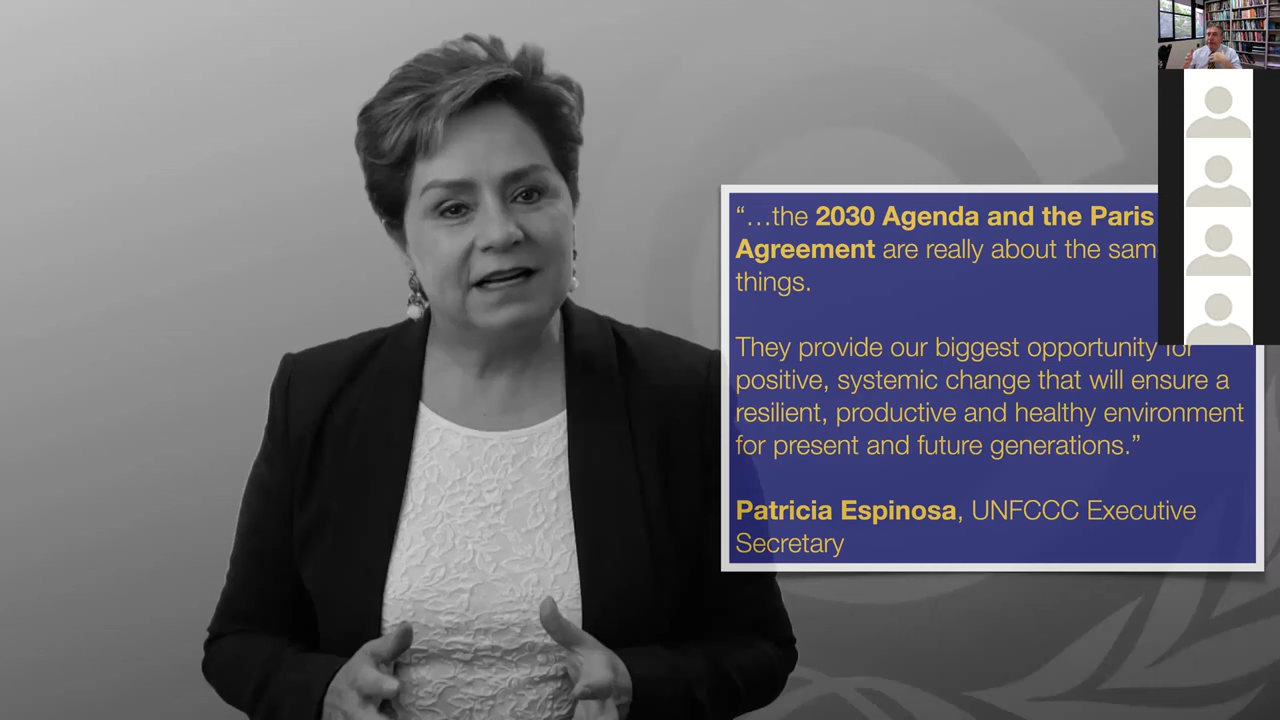 “…the 2030 Agenda and the Paris
Agreement are really about the sam
things.
They provide our biggest opportunity for
positive, systemic change that will ensure a
resilient, productive and healthy environment
for present and future generations.”
Patricia Espinosa, UNFCCC Executive
Secretary